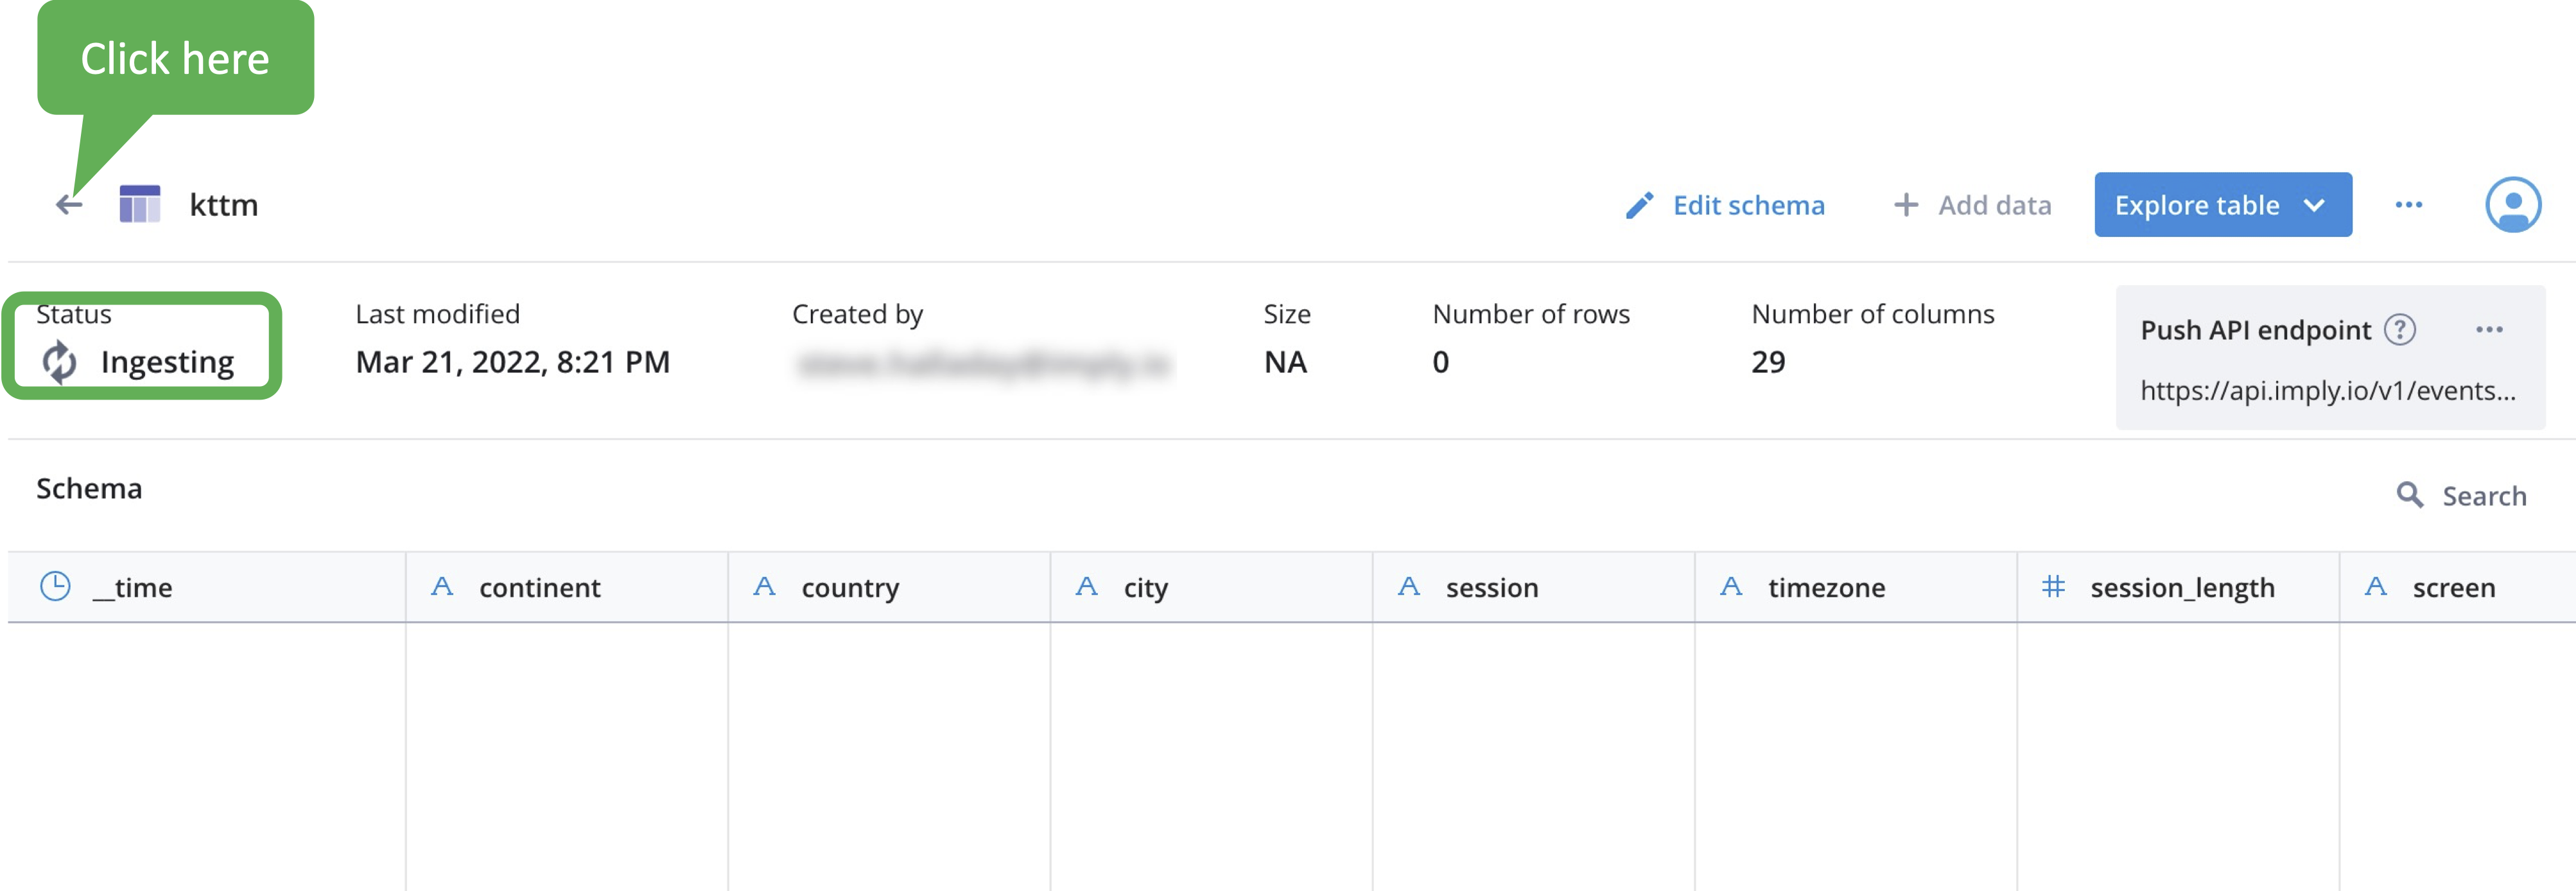 Click here
kttm
Edit schema
Add data
Explore table
Status
Ingesting
Last modified
Mar 21, 2022, 8:21 PM
Created by
Size
NA
Number of rows
0
Number of columns
29
Push API endpoint
https://api.imply.io/v1/events...
Schema
Search
__time
continent
country
city
session
timezone
session_length
screen